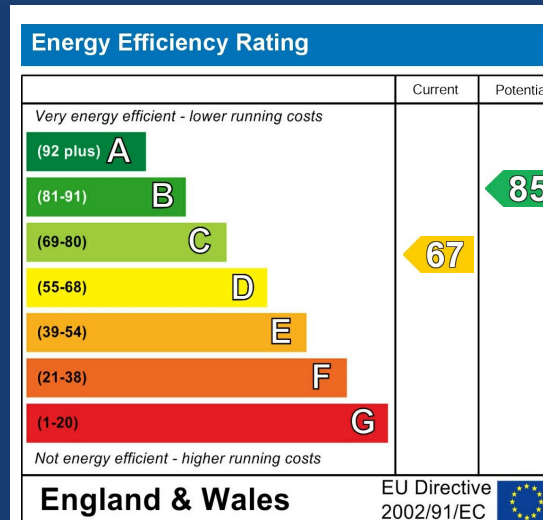 Energy Efficiency Rating
Current Potentia
Very energy efficient - lower running costs
(92 plus) A
(81-91) B
85
(69-80) C
67
(55-68) D
(39-54) E
(21-38) F
(1-20) G
Not energy efficient - higher running costs
England & Wales
EU Directive
2002/91/EC